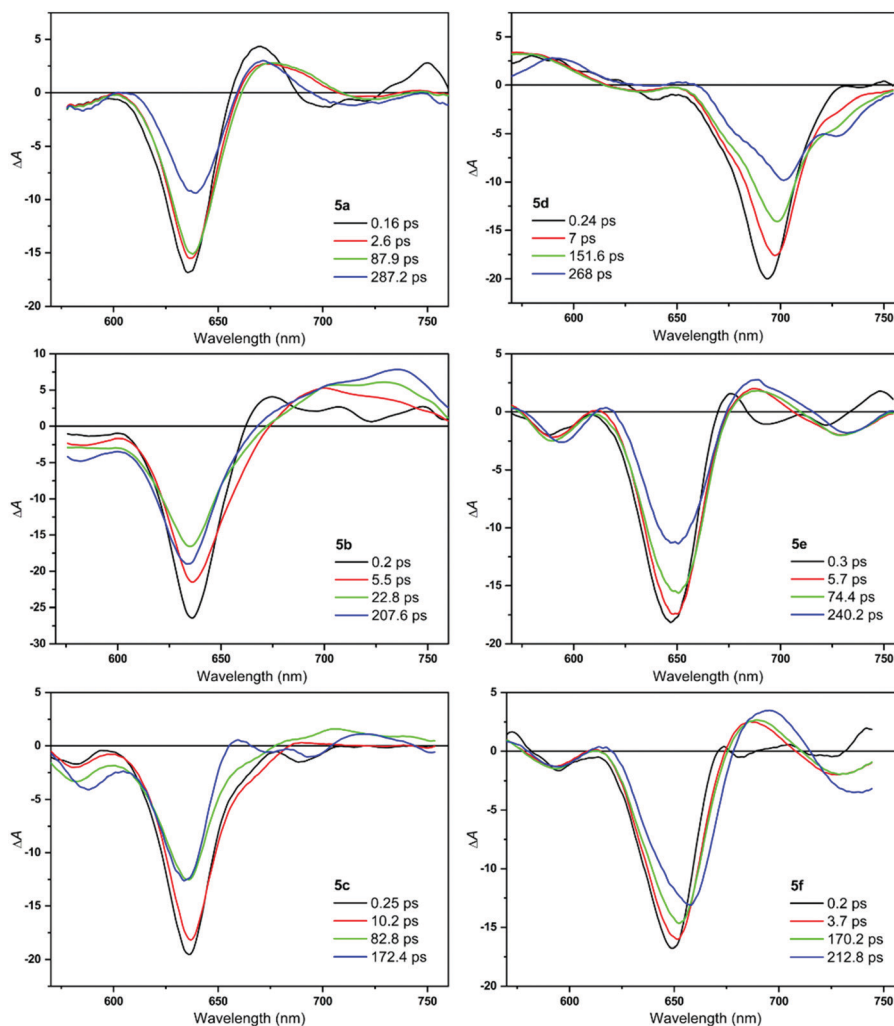 5
0
-5
-10
-15
-20
ΔA
5a
0.16 ps
2.6 ps
87.9 ps
287.2 ps
600
650
700
750
Wavelength (nm)
5
0
-5
-10
-15
-20
-25
ΔA
5d
0.24 ps
7 ps
151.6 ps
268 ps
600
650
700
750
Wavelength (nm)
10
5
0
-5
-10
-15
-20
-25
-30
ΔA
5b
0.2 ps
5.5 ps
22.8 ps
207.6 ps
600
650
700
750
Wavelength (nm)
5
0
-5
-10
-15
-20
ΔA
5e
0.3 ps
5.7 ps
74.4 ps
240.2 ps
600
650
700
750
Wavelength (nm)
5
0
-5
-10
-15
-20
ΔA
5c
0.25 ps
10.2 ps
82.8 ps
172.4 ps
600
650
700
750
Wavelength (nm)
5
0
-5
-10
-15
-20
ΔA
5f
0.2 ps
3.7 ps
170.2 ps
212.8 ps
600
650
700
750
Wavelength (nm)